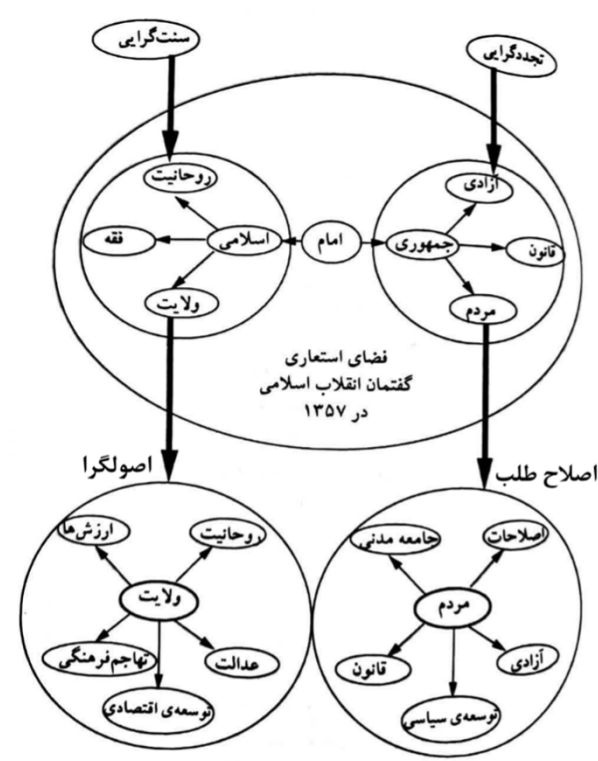 تجددگرایی
سنت‌گرایی
آزادی
روحانیت
قانون
جمهوری
امام
اسلامی
فقه
مردم
ولایت
فضای استعاری
گفتمان انقلاب اسلامی
در ۱۳۵۷
اصلاح طلب
اصولگرا
اصلاحات
جامعه مدنی
روحانیت
ارزش‌ها
مردم
ولایت
آزادی
قانون
عدالت
تهاجم‌فرهنگی
توسعه‌ی سیاسی
توسعه‌ی اقتصادی